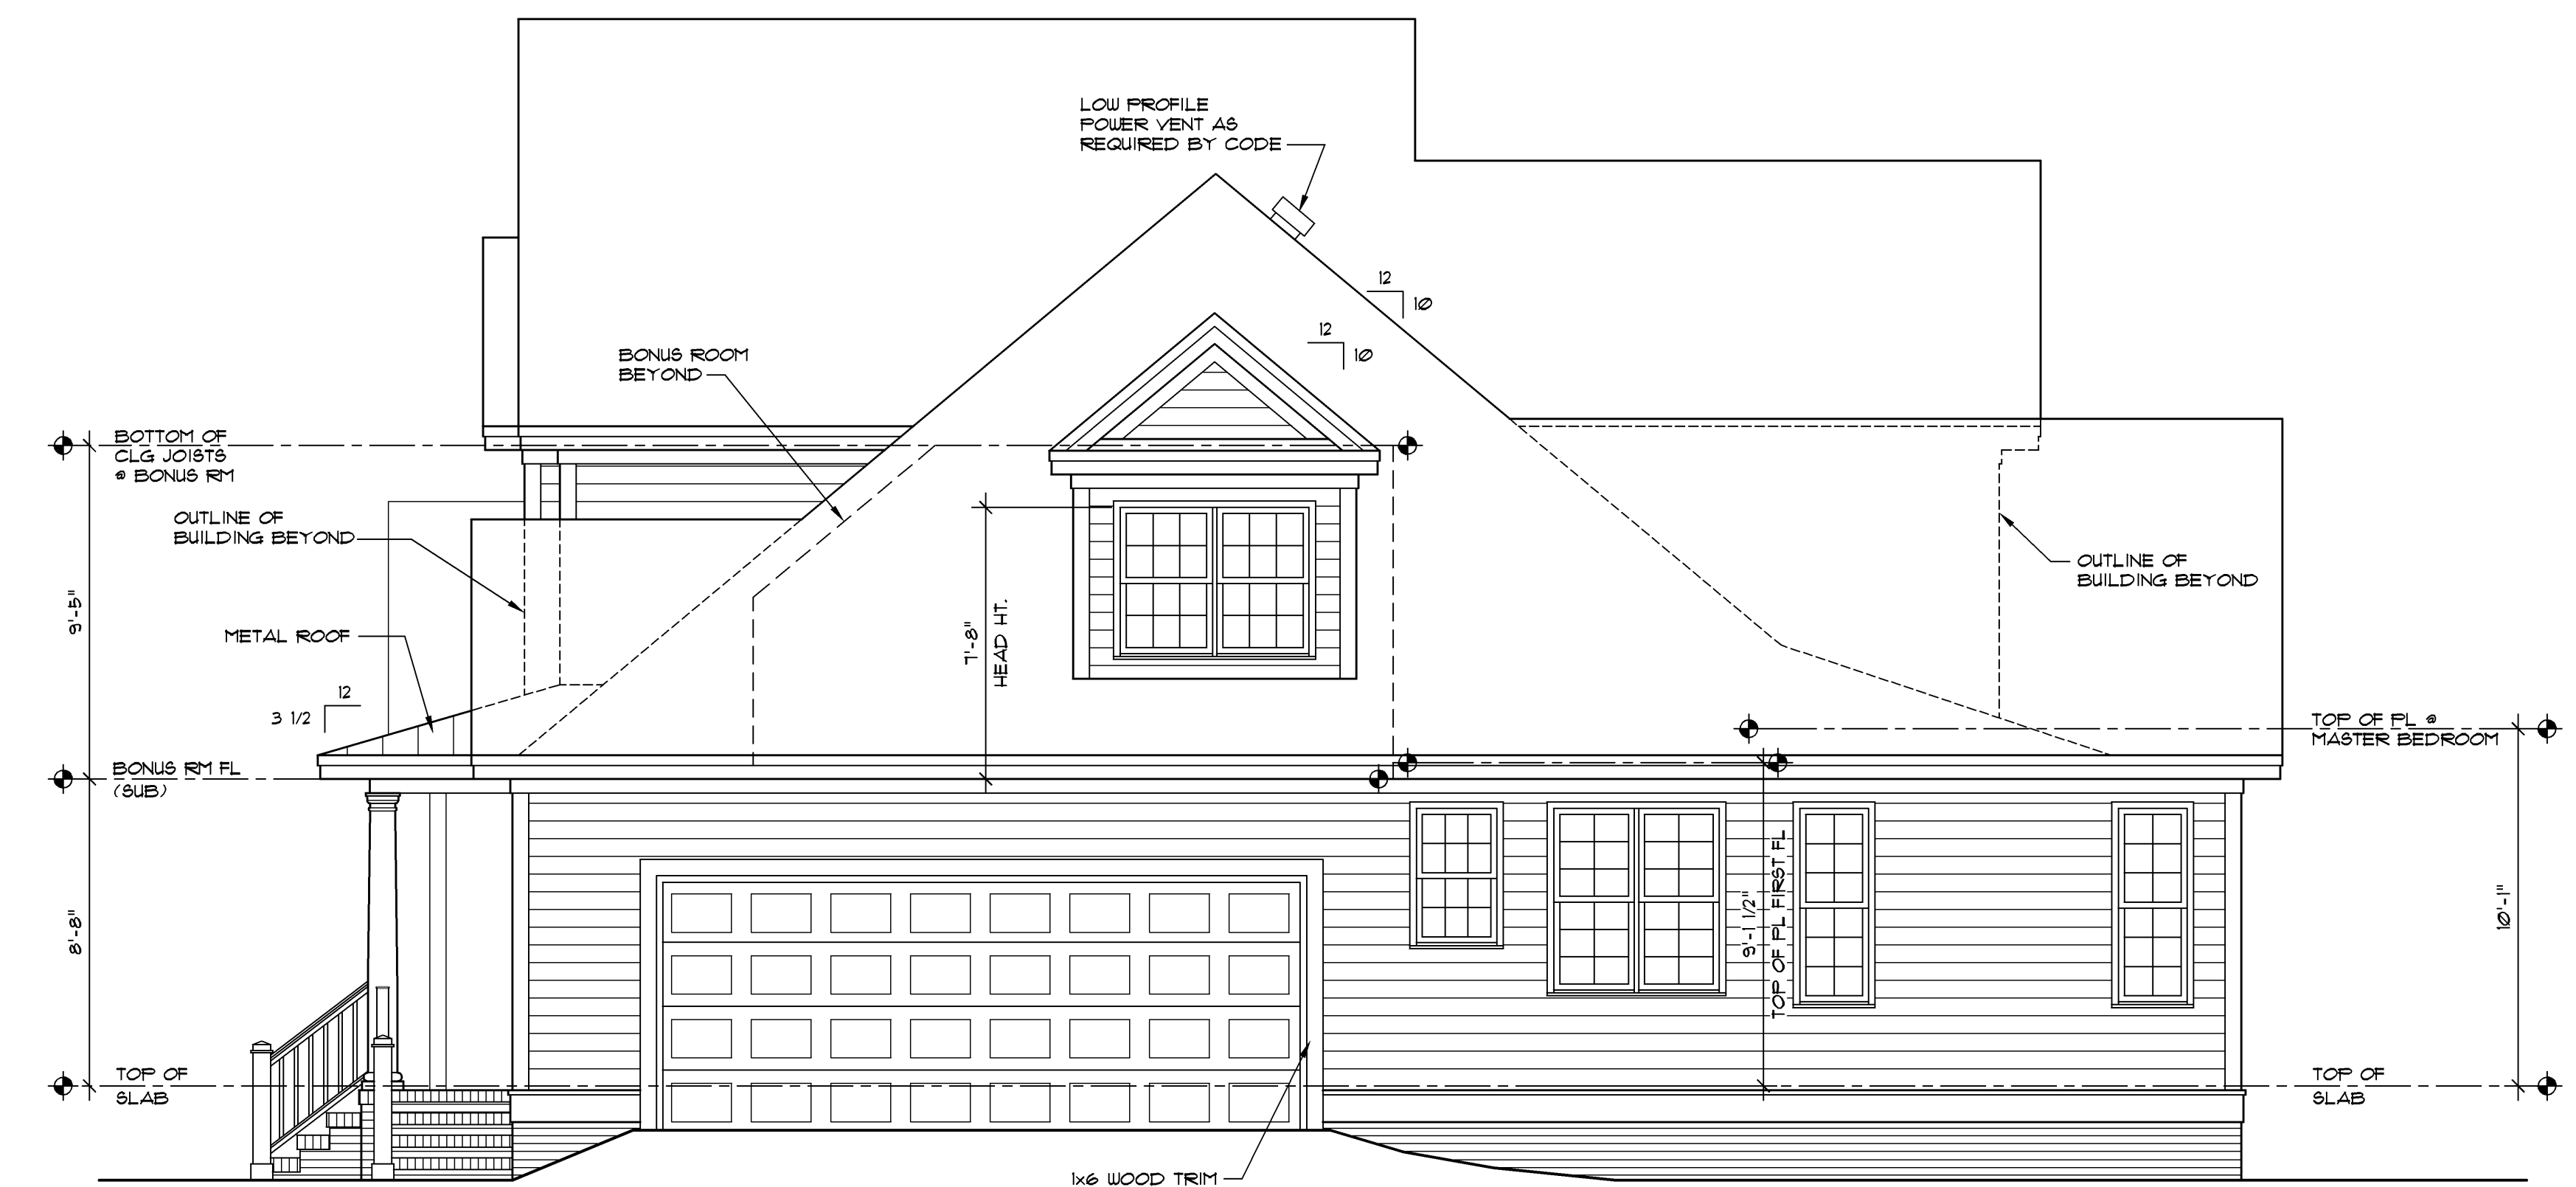 LOW PROFILE
POWER VENT AS
REQUIRED BY CODE
12
10
12
10
BONUS ROOM
BEYOND
BOTTOM OF
CLG JOISTS
@ BONUS RM
OUTLINE OF
BUILDING BEYOND
OUTLINE OF
BUILDING BEYOND
9'-5"
7'-8"
HEAD HT.
METAL ROOF
12
3 1/2
TOP OF PL @
MASTER BEDROOM
BONUS RM FL
(SUB)
8'-8"
9'-1 1/2"
TOP OF PL FIRST FL
10'-1"
TOP OF
SLAB
TOP OF
SLAB
1x6 WOOD TRIM